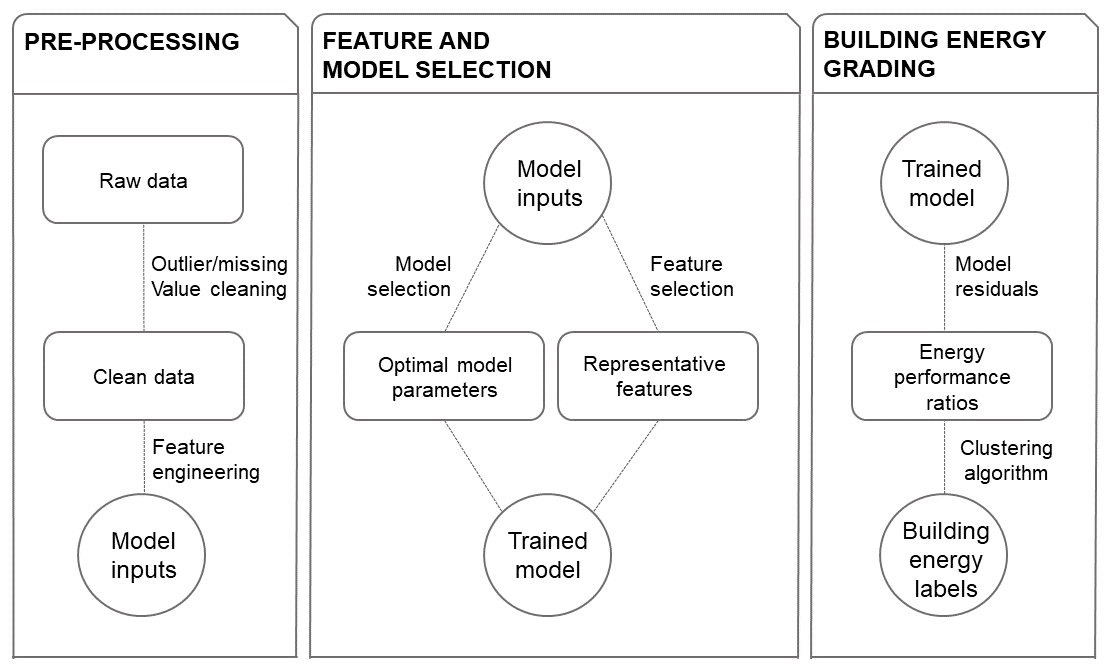 PRE-PROCESSING
Raw data
Outlier/missing
Value cleaning
Clean data
Feature
engineering
Model
inputs
FEATURE AND
MODEL SELECTION
Model
inputs
Model
selection
Feature
selection
Optimal model
parameters
Representative
features
Trained
model
BUILDING ENERGY
GRADING
Trained
model
Model
residuals
Energy
performance
ratios
Clustering
algorithm
Building
energy
labels